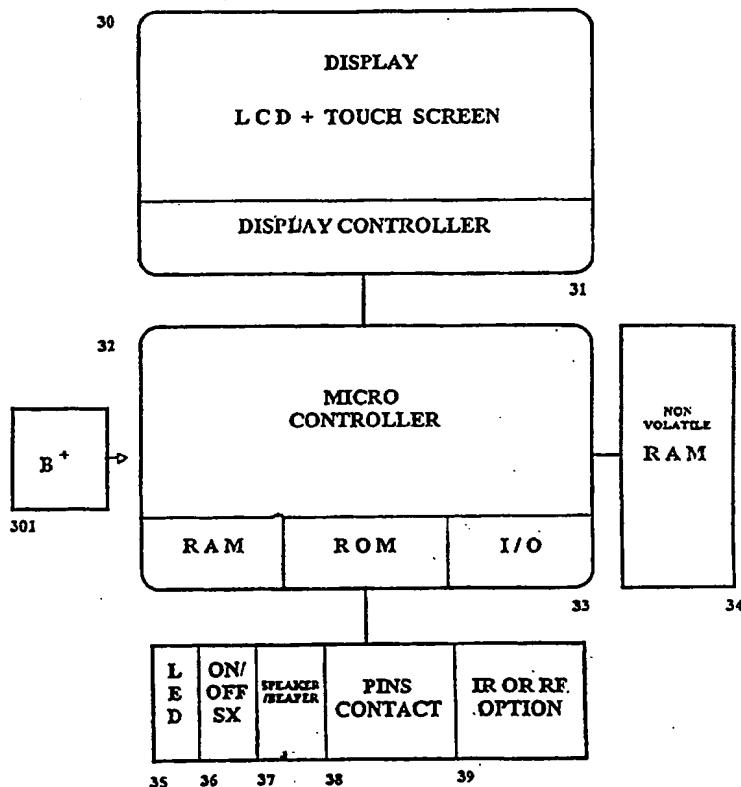 30
DISPLAY
LCD + TOUCH SCREEN
DISPLAY CONTROLLER
31
32
MICRO
CONTROLLER
NON
VOLATILE
RAM
B+
301
RAM ROM I/O
33
34
L
E
D
ON/
OFF
SX
SPEAKER
/BEAPER
PINS
CONTACT
IR OR RF
OPTION
35 36 37 38 39